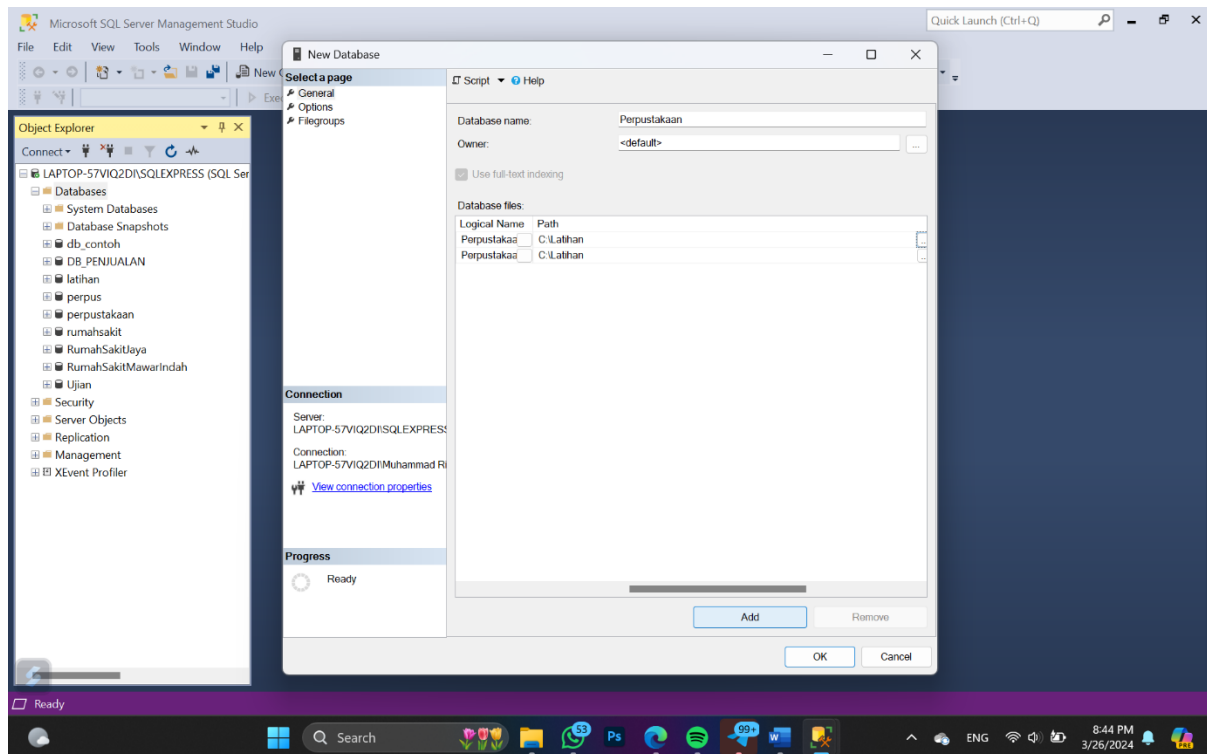 Microsoft SQL Server Management Studio
Quick Launch (Ctrl+Q)
File Edit View Tools Window Help
New
Exe
Object Explorer
Connect
LAPTOP-57VIQ2DI\SQLEXPRESS (SQL Ser
Databases
System Databases
Database Snapshots
db_contoh
DB_PENJUALAN
latihan
perpus
perpustakaan
rumahsakit
RumahSakitJaya
RumahSakitMawarIndah
Ujian
Security
Server Objects
Replication
Management
XEvent Profiler
New Database
Select a page
General
Options
Filegroups
Connection
Server:
LAPTOP-57VIQ2DI\SQLEXPRESS
Connection:
LAPTOP-57VIQ2DI\Muhammad Ri
View connection properties
Progress
Ready
Script Help
Database name: Perpustakaan
Owner: <default>
...
Use full-text indexing
Database files:
Logical Name Path
Perpustakaa C:\Latihan
Perpustakaa C:\Latihan
Add Remove
OK Cancel
Ready
Search
53
Ps
99+
W
ENG
8:44 PM
3/26/2024
PRE